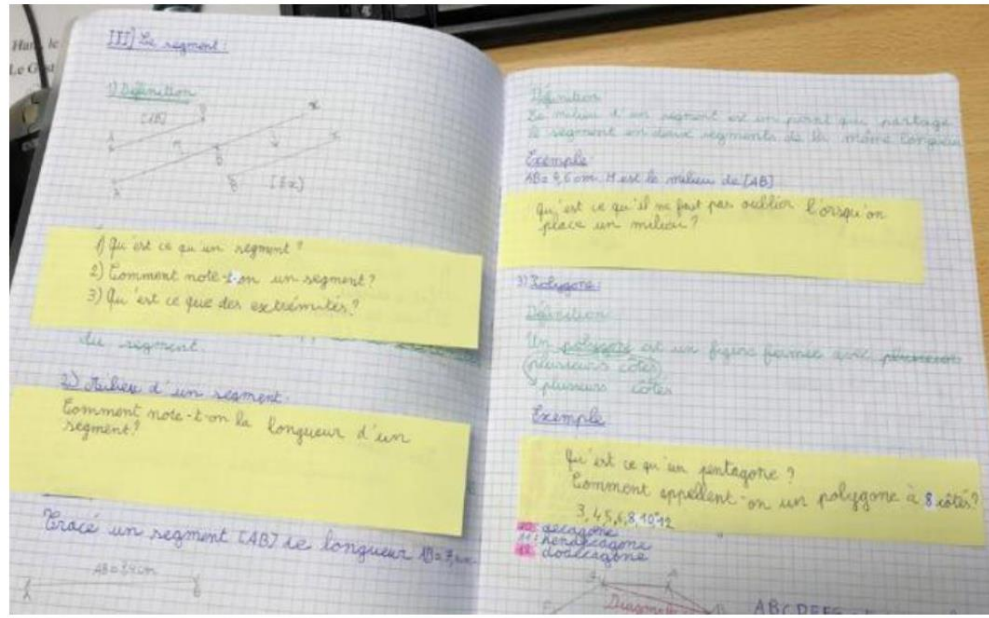 III] Le segment :
1) Définition
[AB]
[Bx)
1) Qu'est ce qu un segment ?
2) Comment note-t-on un segment ?
3) Qu'est ce que des extrémités ?
du segment.
2) Milieu d'un segment.
Comment note-t-on la longueur d'un
segment ?
Tracé un segment [AB] de longueur
Définition
Le milieu d'un segment est un point qui partage
le segment en deux segments de la même longueur
Exemple
AB = 9,6 cm M est le milieu de [AB]
Qu'est ce qu'il ne faut pas oublier l'orsqu'on
place un milieu ?
3) Polygone :
Définition
Un polygone est un figure fermée avec
plusieurs côtés
plusieurs côtés
Exemple
Qu'est ce qu'un pentagone ?
Comment appellent-on un polygone à 8 côtés ?
3, 4, 5, 6, 8, 10, 12
10: décagone
11: hendécagone
12: dodécagone
Diagonale